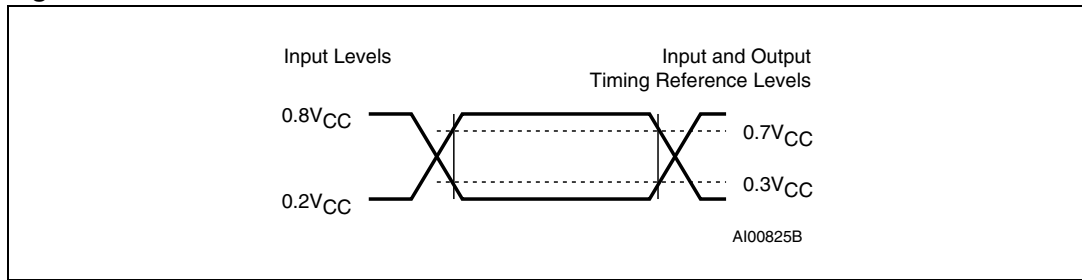 Input Levels
Input and Output
Timing Reference Levels
0.8VCC
0.7VCC
0.3VCC
0.2VCC
AI00825B